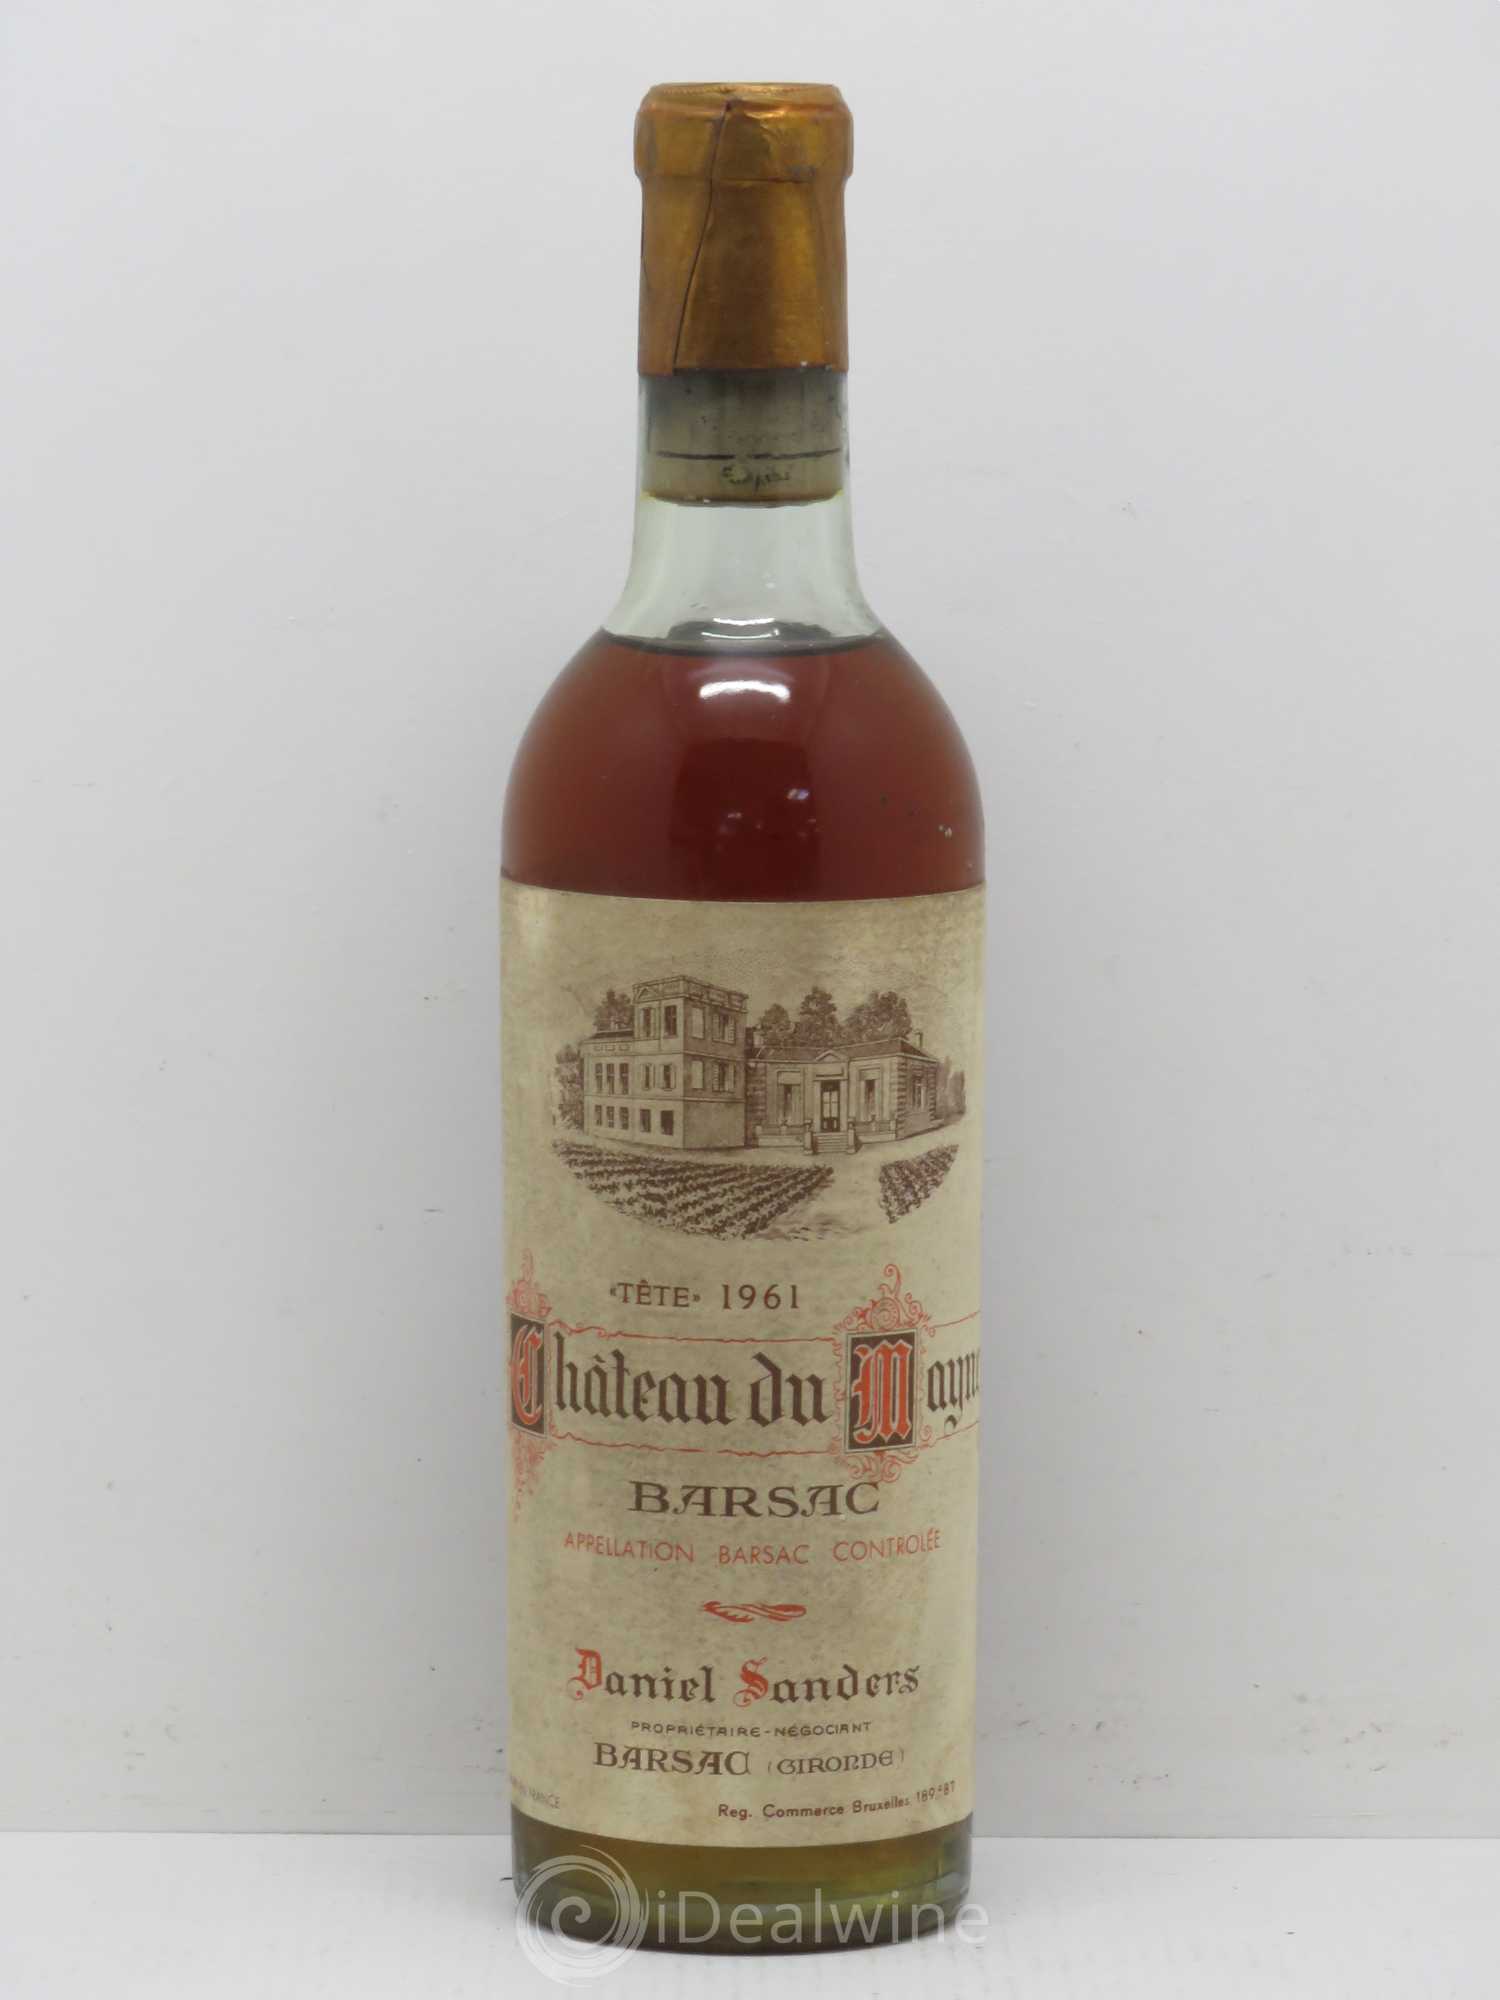 «TÊTE» 1961
Château du Mayne
BARSAC
APPELLATION BARSAC CONTROLÉE
Daniel Sanders
PROPRIÉTAIRE-NÉGOCIANT
BARSAC (GIRONDE)
FRANCE
Reg. Commerce Bruxelles
iDealwine